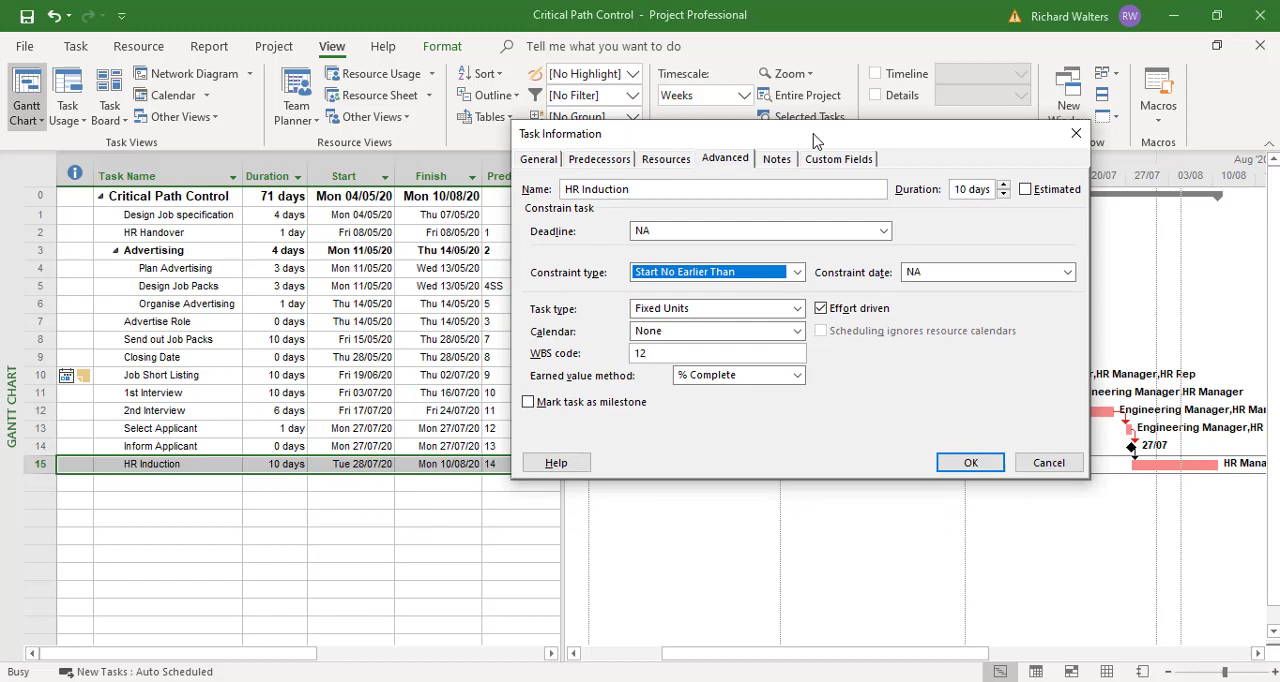 Critical Path Control - Project Professional
Richard Walters RW
File Task Resource Report Project View Help Format Tell me what you want to do
Gantt Chart
Task Usage
Task Board
Network Diagram
Calendar
Other Views
Task Views
Team Planner
Resource Usage
Resource Sheet
Other Views
Resource Views
Sort
Outline
Tables
[No Highlight]
[No Filter]
[No Group]
Timescale:
Weeks
Zoom
Entire Project
Selected Tasks
Timeline
Details
New
Macros
Macros
Task Name Duration Start Finish Pred
Aug '20
20/07 27/07 03/08 10/08
0 Critical Path Control 71 days Mon 04/05/20 Mon 10/08/20
1 Design Job specification 4 days Mon 04/05/20 Thu 07/05/20
2 HR Handover 1 day Fri 08/05/20 Fri 08/05/20 1
3 Advertising 4 days Mon 11/05/20 Thu 14/05/20 2
4 Plan Advertising 3 days Mon 11/05/20 Wed 13/05/20
5 Design Job Packs 3 days Mon 11/05/20 Wed 13/05/20 4SS
6 Organise Advertising 1 day Thu 14/05/20 Thu 14/05/20 5
7 Advertise Role 0 days Thu 14/05/20 Thu 14/05/20 3
8 Send out Job Packs 10 days Fri 15/05/20 Thu 28/05/20 7
9 Closing Date 0 days Thu 28/05/20 Thu 28/05/20 8
10 Job Short Listing 10 days Fri 19/06/20 Thu 02/07/20 9
11 1st Interview 10 days Fri 03/07/20 Thu 16/07/20 10
12 2nd Interview 6 days Fri 17/07/20 Fri 24/07/20 11
13 Select Applicant 1 day Mon 27/07/20 Mon 27/07/20 12
14 Inform Applicant 0 days Mon 27/07/20 Mon 27/07/20 13
15 HR Induction 10 days Tue 28/07/20 Mon 10/08/20 14
GANTT CHART
Task Information
General Predecessors Resources Advanced Notes Custom Fields
Name: HR Induction Duration: 10 days Estimated
Constrain task
Deadline: NA
Constraint type: Start No Earlier Than Constraint date: NA
Task type: Fixed Units Effort driven
Calendar: None Scheduling ignores resource calendars
WBS code: 12
Earned value method: % Complete
Mark task as milestone
Help OK Cancel
,HR Manager,HR Rep
ngineering Manager,HR Manager
Engineering Manager,HR Mar
Engineering Manager,HR
27/07
HR Mana
Busy New Tasks : Auto Scheduled